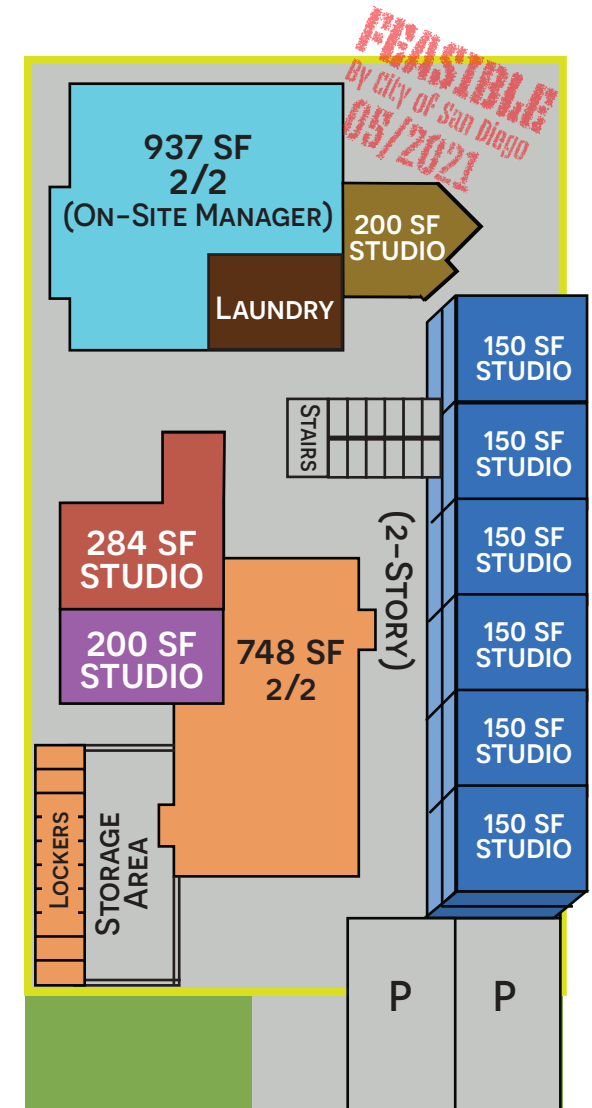 FEASIBLE
By City of San Diego
05/2021
937 SF
2/2
(On-Site Manager)
200 SF
STUDIO
Laundry
150 SF
STUDIO
Stairs
150 SF
STUDIO
(2-Story)
150 SF
STUDIO
284 SF
STUDIO
150 SF
STUDIO
200 SF
STUDIO
748 SF
2/2
150 SF
STUDIO
150 SF
STUDIO
Lockers
Storage
Area
P
P